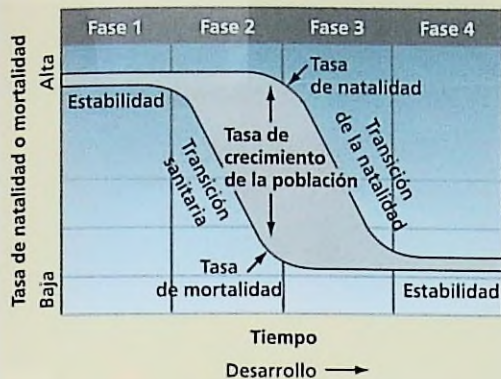 Fase 1
Fase 2
Fase 3
Fase 4
Tasa de natalidad o mortalidad
Alta
Baja
Estabilidad
Tasa
de natalidad
Tasa de
crecimiento
de la población
Transición
sanitaria
Transición
de la natalidad
Tasa
de mortalidad
Estabilidad
Tiempo
Desarrollo →